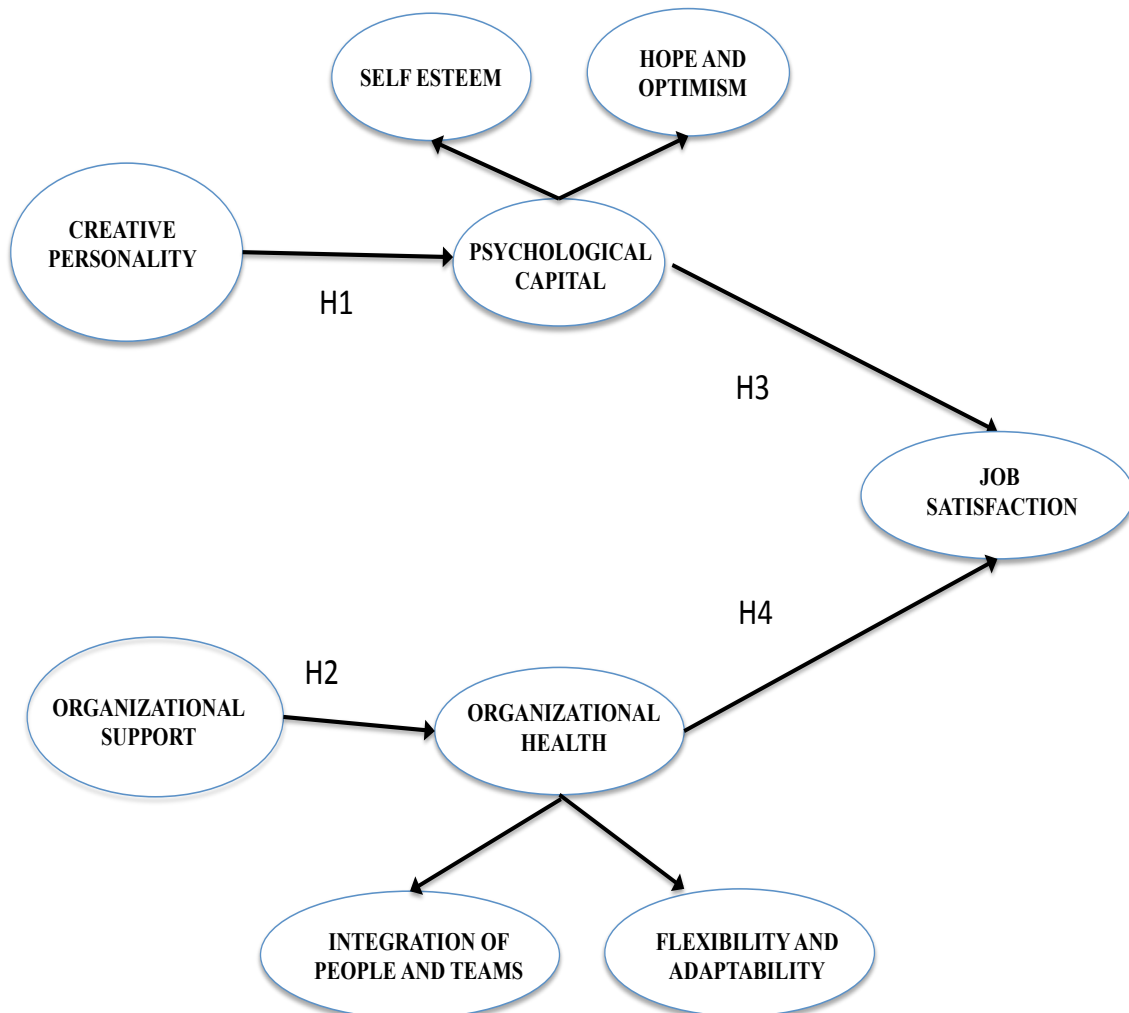 SELF ESTEEM
HOPE AND
OPTIMISM
CREATIVE
PERSONALITY
PSYCHOLOGICAL
CAPITAL
H1
H3
JOB
SATISFACTION
H4
H2
ORGANIZATIONAL
SUPPORT
ORGANIZATIONAL
HEALTH
INTEGRATION OF
PEOPLE AND TEAMS
FLEXIBILITY AND
ADAPTABILITY